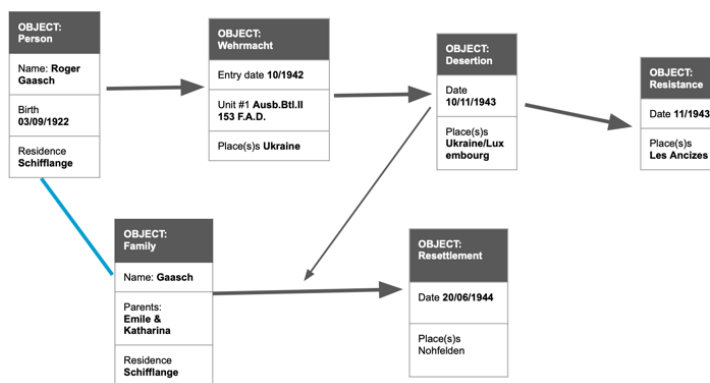 OBJECT:
Person
Name: Roger
Gaasch
Birth
03/09/1922
Residence
Schifflange
OBJECT:
Wehrmacht
Entry date 10/1942
Unit #1 Ausb.Btl.II
153 F.A.D.
Place(s)s Ukraine
OBJECT:
Desertion
Date
10/11/1943
Place(s)s
Ukraine/Lux
embourg
OBJECT:
Resistance
Date 11/1943
Place(s)s
Les Ancizes
OBJECT:
Family
Name: Gaasch
Parents:
Emile &
Katharina
Residence
Schifflange
OBJECT:
Resettlement
Date 20/06/1944
Place(s)s
Nohfelden